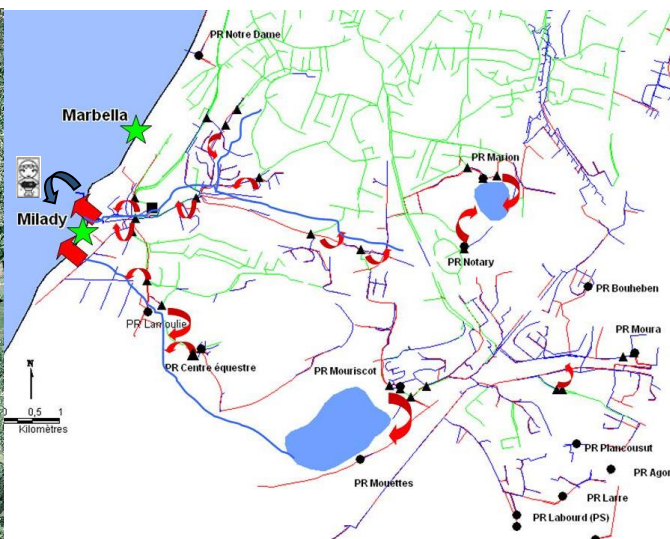 PR Notre Dame
Marbella
PR Marion
Milady
PR Notary
PR Bouheben
PR Lamoulie
PR Moura
PR Centre équestre
PR Mouriscot
N
0 0,5 1
Kilomètres
PR Plancousut
PR Agor
PR Mouettes
PR Larre
PR Labourd (PS)